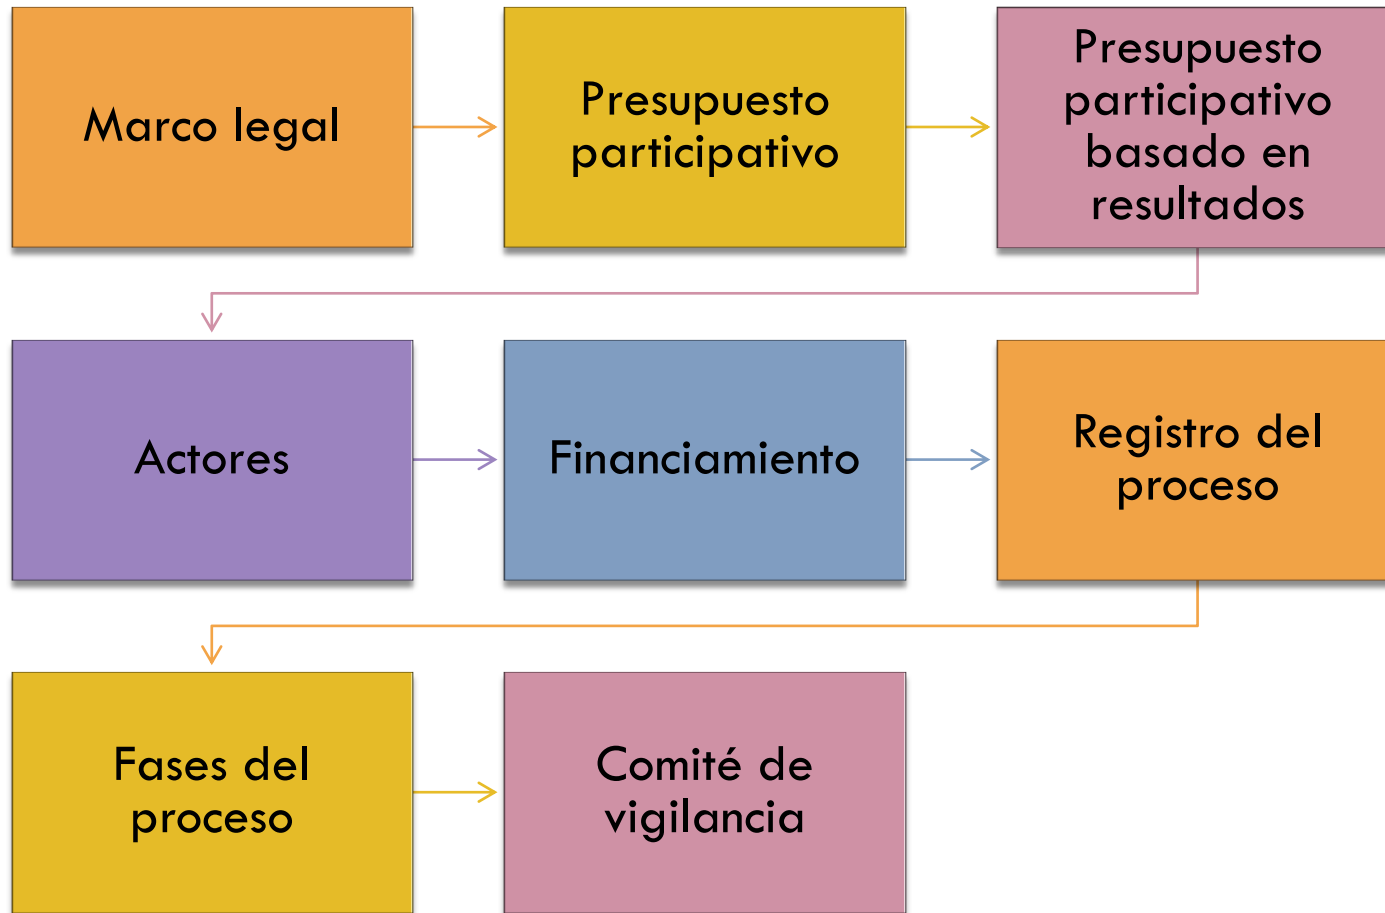 Marco legal
Presupuesto
participativo
Presupuesto
participativo
basado en
resultados
Actores
Financiamiento
Registro del
proceso
Fases del
proceso
Comité de
vigilancia